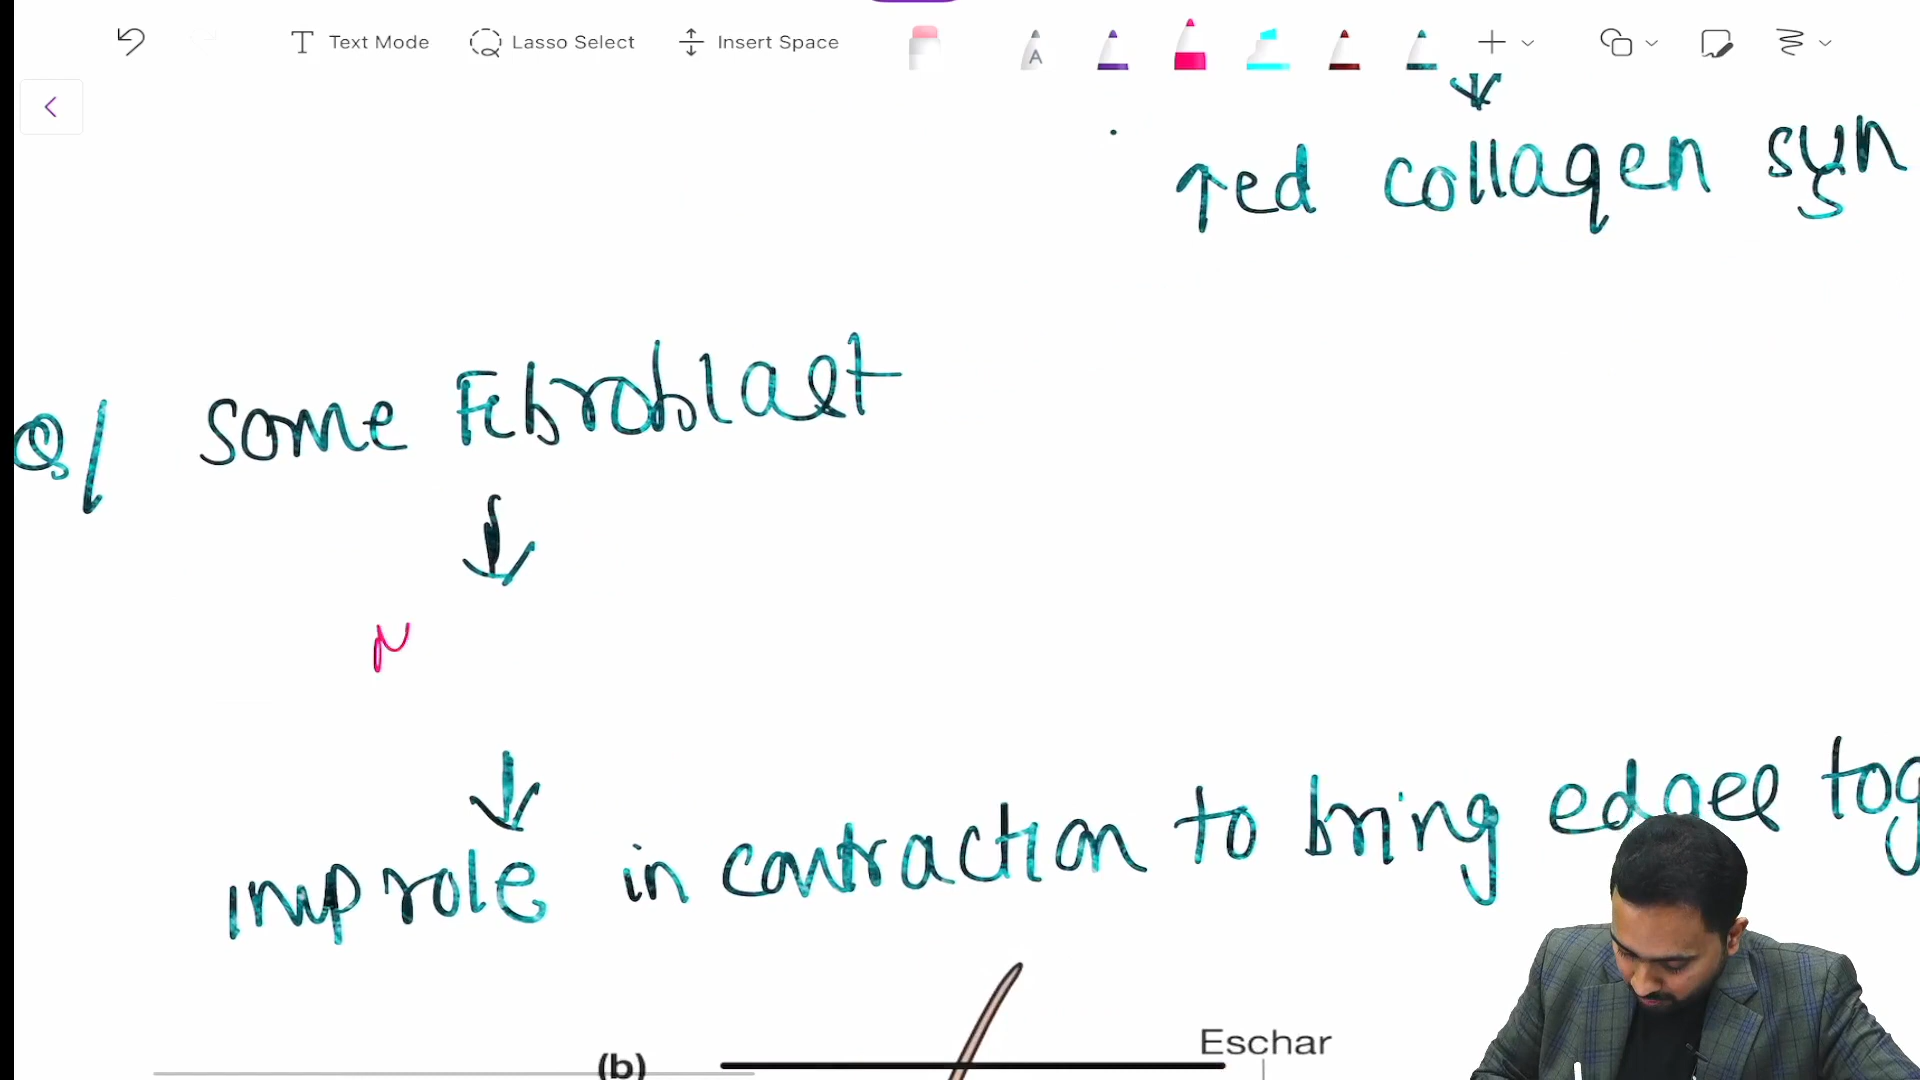 Text Mode Lasso Select Insert Space
A
↓
↑ed collagen syn
Q/ some Fibroblast
↓
↓
imp role in contraction to bring edges tog
Eschar
(b)